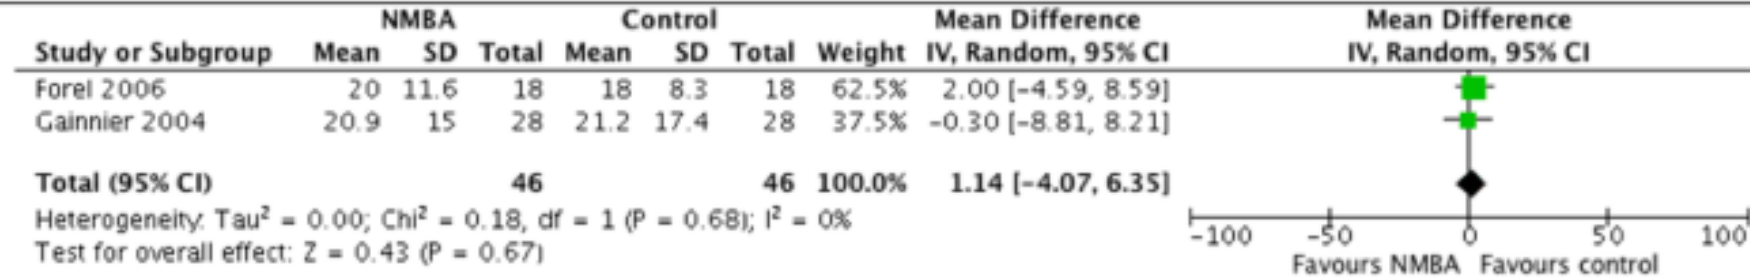 NMBA Control Mean Difference Mean Difference
Study or Subgroup Mean SD Total Mean SD Total Weight IV, Random, 95% CI IV, Random, 95% CI
Forel 2006 20 11.6 18 18 8.3 18 62.5% 2.00 [-4.59, 8.59]
Gainnier 2004 20.9 15 28 21.2 17.4 28 37.5% -0.30 [-8.81, 8.21]
Total (95% CI) 46 46 100.0% 1.14 [-4.07, 6.35]
Heterogeneity: Tau² = 0.00; Chi² = 0.18, df = 1 (P = 0.68); I² = 0%
Test for overall effect: Z = 0.43 (P = 0.67)
-100 -50 0 50 100
Favours NMBA Favours control